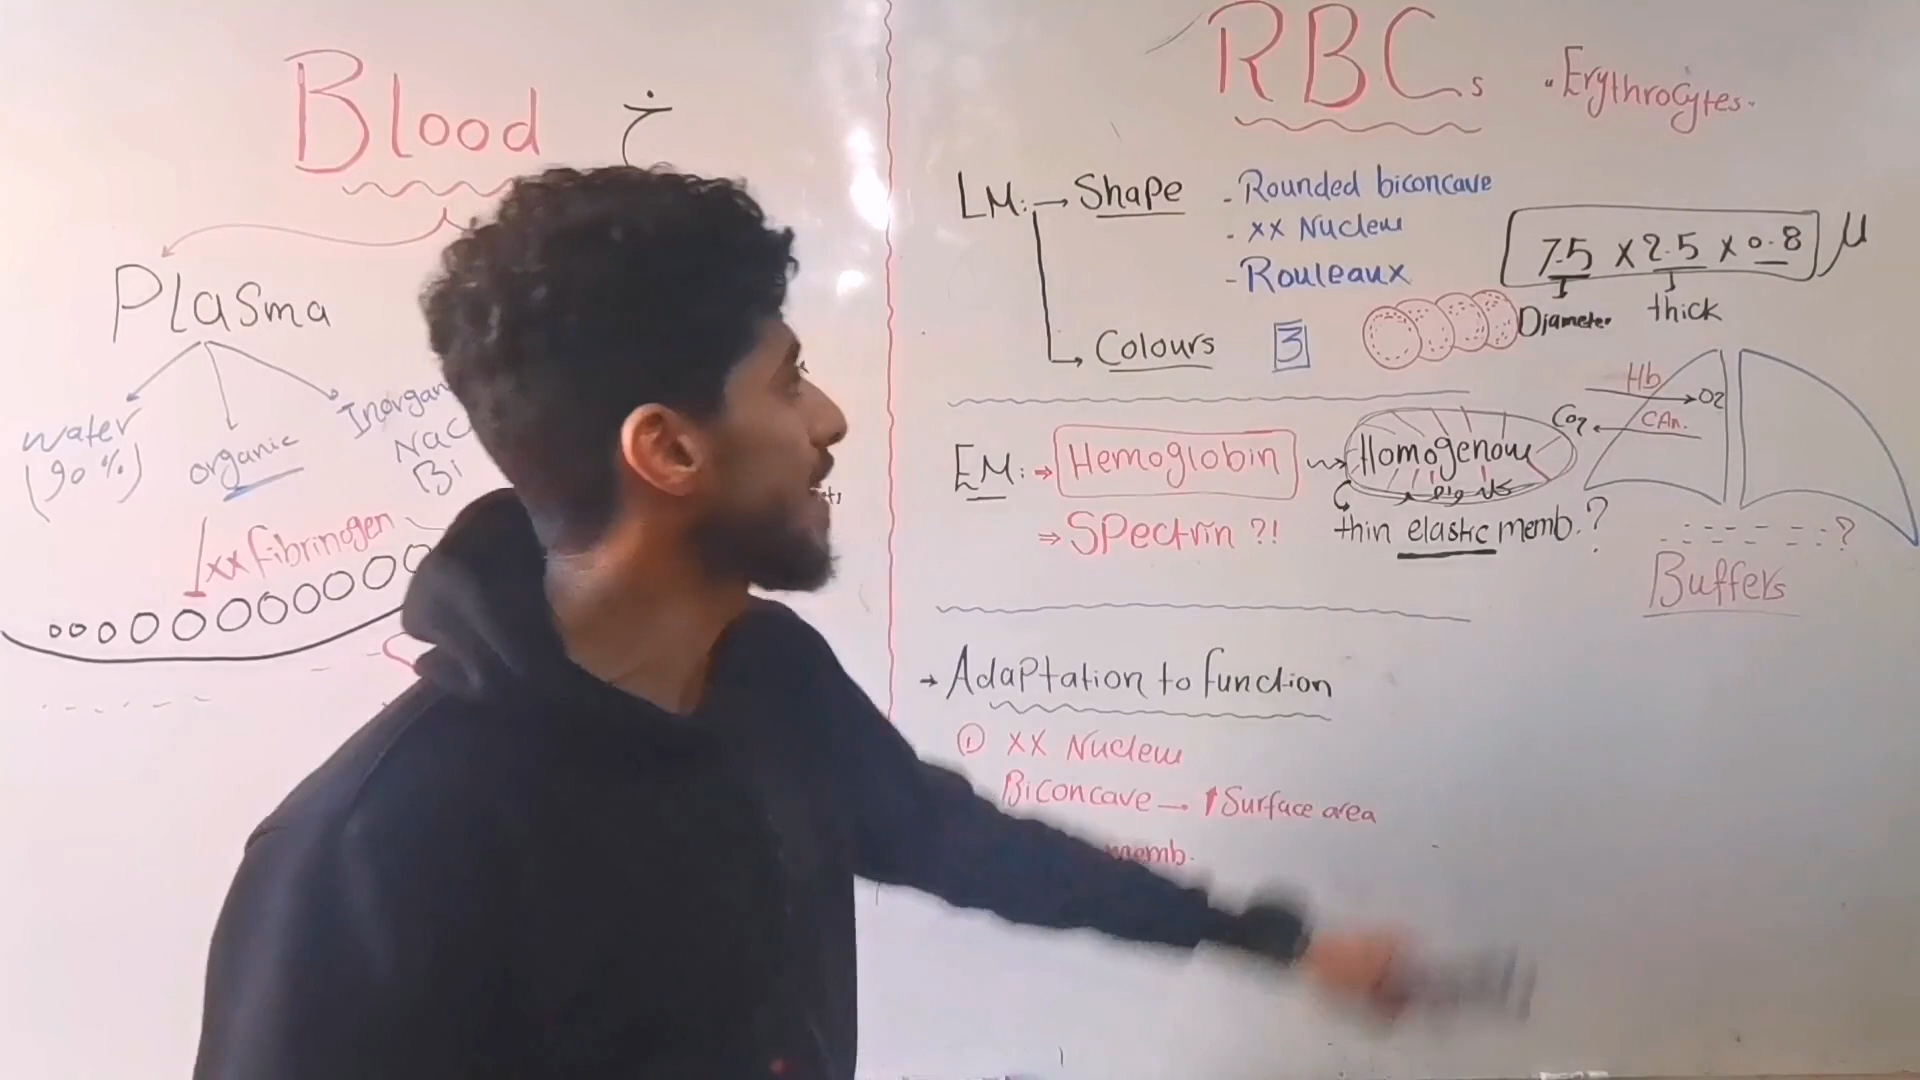 Blood خ
Plasma
water
(90%)
organic
Inorgan
Nac
Bi
xx Fibrinogen
RBCs "Erythrocytes"
LM: → Shape
- Rounded biconcave
- xx Nucleus
- Rouleaux
7.5 x 2.5 x 0.8 μ
Diameter
thick
→ Colours 3
Hb
→ O2
CO2 ←
CAn.
EM: → Hemoglobin → Homogenous
⇒ Spectrin ?!
thin elastic memb.?
?
Buffers
→ Adaptation to function
① xx Nucleus
Biconcave → ↑ Surface area
memb.